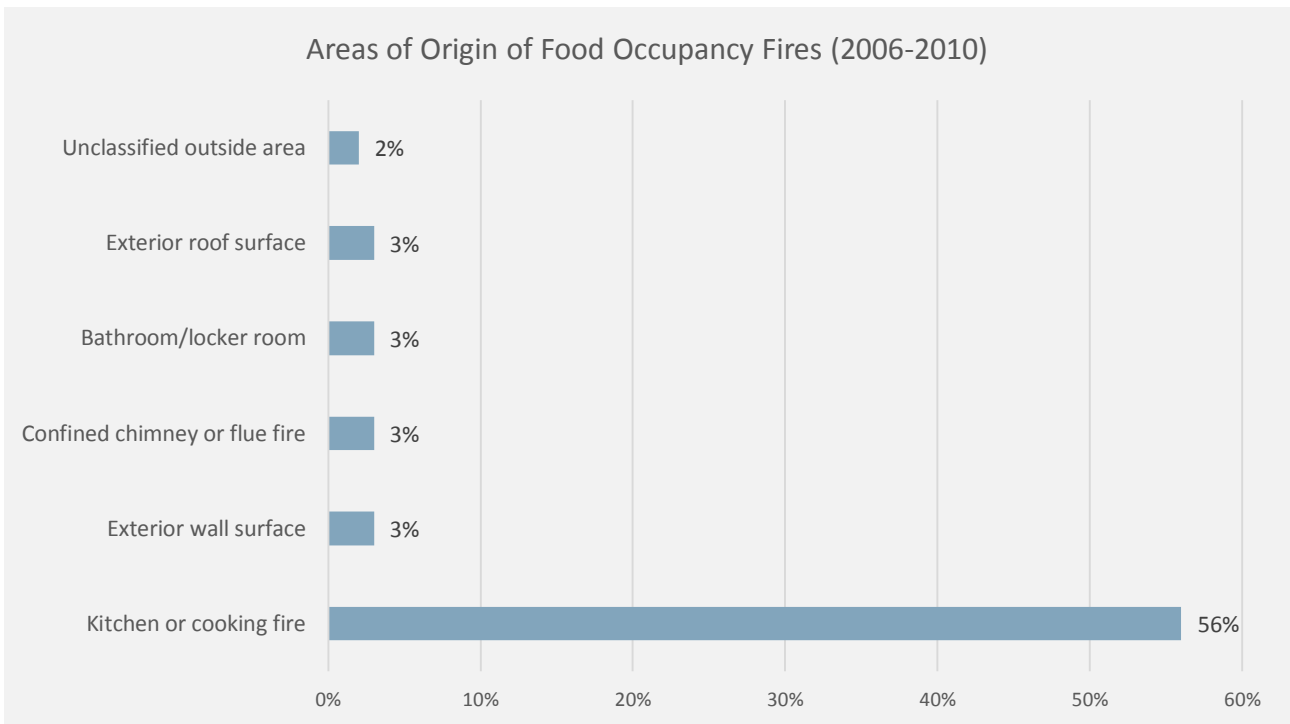 Areas of Origin of Food Occupancy Fires (2006-2010)
Unclassified outside area
2%
Exterior roof surface
3%
Bathroom/locker room
3%
Confined chimney or flue fire
3%
Exterior wall surface
3%
Kitchen or cooking fire
56%
0% 10% 20% 30% 40% 50% 60%